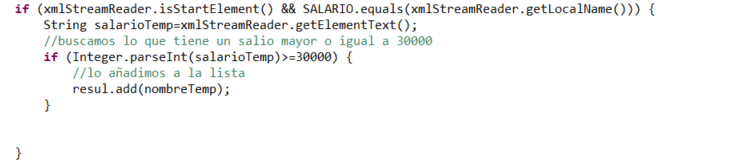 if (xmlStreamReader.isStartElement() && SALARIO.equals(xmlStreamReader.getLocalName())) {
String salarioTemp=xmlStreamReader.getElementText();
//buscamos lo que tiene un salio mayor o igual a 30000
if (Integer.parseInt(salarioTemp)>=30000) {
//lo añadimos a la lista
resul.add(nombreTemp);
}
}